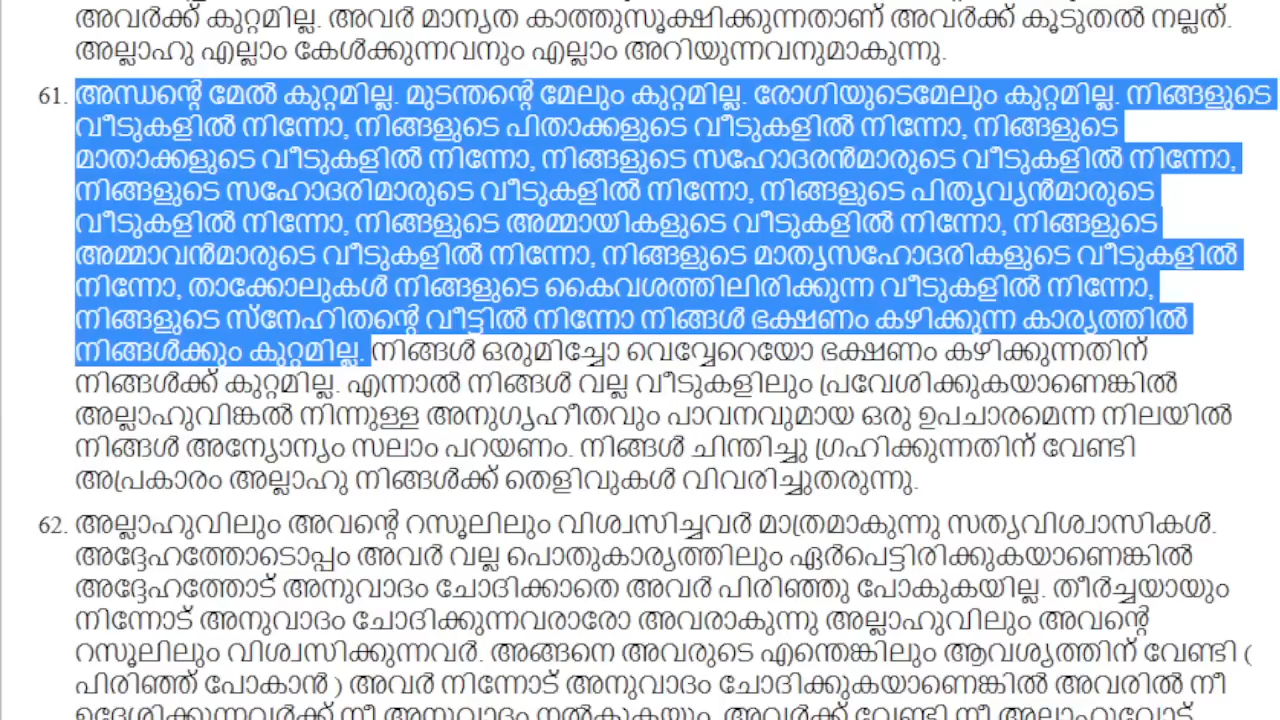 അവർക്ക് കുറ്റമില്ല. അവർ മാന്യത കാത്തുസൂക്ഷിക്കുന്നതാണ് അവർക്ക് കൂടുതൽ നല്ലത്.
അല്ലാഹു എല്ലാം കേൾക്കുന്നവനും എല്ലാം അറിയുന്നവനുമാകുന്നു.
61. അന്ധന്റെ മേൽ കുറ്റമില്ല. മുടന്തന്റെ മേലും കുറ്റമില്ല. രോഗിയുടെമേലും കുറ്റമില്ല. നിങ്ങളുടെ
വീടുകളിൽ നിന്നോ, നിങ്ങളുടെ പിതാക്കളുടെ വീടുകളിൽ നിന്നോ, നിങ്ങളുടെ
മാതാക്കളുടെ വീടുകളിൽ നിന്നോ, നിങ്ങളുടെ സഹോദരൻമാരുടെ വീടുകളിൽ നിന്നോ,
നിങ്ങളുടെ സഹോദരിമാരുടെ വീടുകളിൽ നിന്നോ, നിങ്ങളുടെ പിതൃവ്യൻമാരുടെ
വീടുകളിൽ നിന്നോ, നിങ്ങളുടെ അമ്മായികളുടെ വീടുകളിൽ നിന്നോ, നിങ്ങളുടെ
അമ്മാവൻമാരുടെ വീടുകളിൽ നിന്നോ, നിങ്ങളുടെ മാതൃസഹോദരികളുടെ വീടുകളിൽ
നിന്നോ, താക്കോലുകൾ നിങ്ങളുടെ കൈവശത്തിലിരിക്കുന്ന വീടുകളിൽ നിന്നോ,
നിങ്ങളുടെ സ്നേഹിതന്റെ വീട്ടിൽ നിന്നോ നിങ്ങൾ ഭക്ഷണം കഴിക്കുന്ന കാര്യത്തിൽ
നിങ്ങൾക്കും കുറ്റമില്ല. നിങ്ങൾ ഒരുമിച്ചോ വെവ്വേറെയോ ഭക്ഷണം കഴിക്കുന്നതിന്
നിങ്ങൾക്ക് കുറ്റമില്ല. എന്നാൽ നിങ്ങൾ വല്ല വീടുകളിലും പ്രവേശിക്കുകയാണെങ്കിൽ
അല്ലാഹുവിങ്കൽ നിന്നുള്ള അനുഗൃഹീതവും പാവനവുമായ ഒരു ഉപചാരമെന്ന നിലയിൽ
നിങ്ങൾ അന്യോന്യം സലാം പറയണം. നിങ്ങൾ ചിന്തിച്ചു ഗ്രഹിക്കുന്നതിന് വേണ്ടി
അപ്രകാരം അല്ലാഹു നിങ്ങൾക്ക് തെളിവുകൾ വിവരിച്ചുതരുന്നു.
62. അല്ലാഹുവിലും അവന്റെ റസൂലിലും വിശ്വസിച്ചവർ മാത്രമാകുന്നു സത്യവിശ്വാസികൾ.
അദ്ദേഹത്തോടൊപ്പം അവർ വല്ല പൊതുകാര്യത്തിലും ഏർപെട്ടിരിക്കുകയാണെങ്കിൽ
അദ്ദേഹത്തോട് അനുവാദം ചോദിക്കാതെ അവർ പിരിഞ്ഞു പോകുകയില്ല. തീർച്ചയായും
നിന്നോട് അനുവാദം ചോദിക്കുന്നവരാരോ അവരാകുന്നു അല്ലാഹുവിലും അവന്റെ
റസൂലിലും വിശ്വസിക്കുന്നവർ. അങ്ങനെ അവരുടെ എന്തെങ്കിലും ആവശ്യത്തിന് വേണ്ടി (
പിരിഞ്ഞ് പോകാൻ ) അവർ നിന്നോട് അനുവാദം ചോദിക്കുകയാണെങ്കിൽ അവരിൽ നീ
ഉദ്ദേശിക്കുന്നവർക്ക് നീ അനുവാദം നൽകുകയും, അവർക്ക് വേണ്ടി നീ അല്ലാഹുവോട്